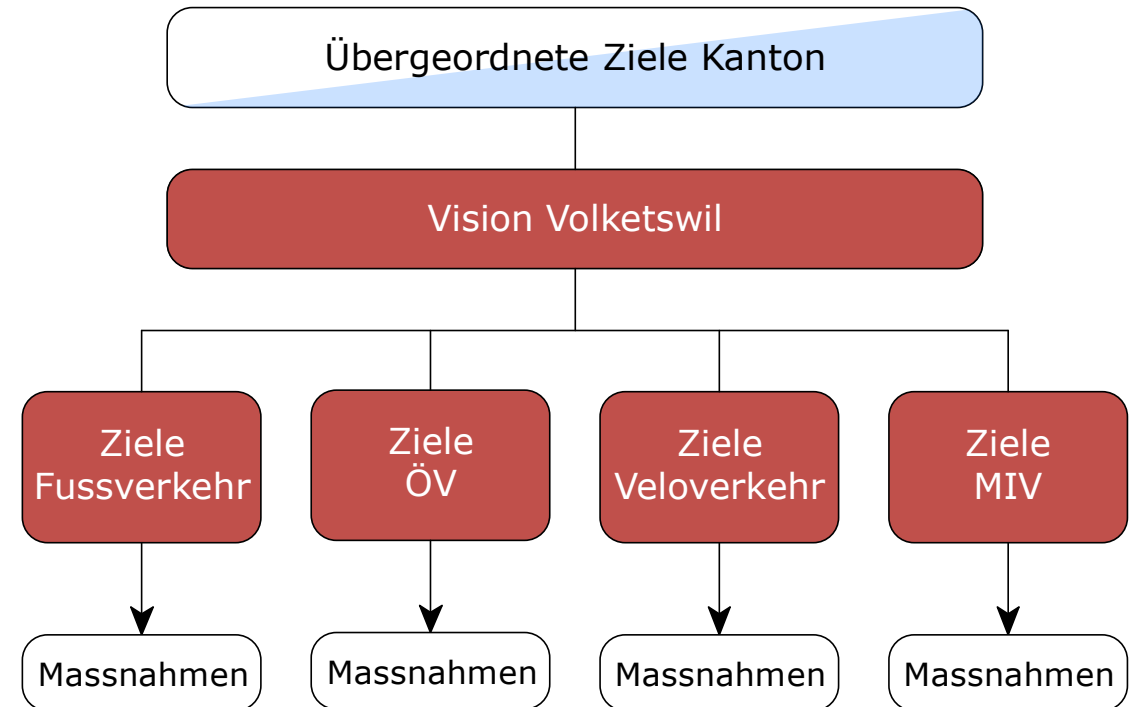 Übergeordnete Ziele Kanton
Vision Volketswil
Ziele
Fussverkehr
Ziele
ÖV
Ziele
Veloverkehr
Ziele
MIV
Massnahmen
Massnahmen
Massnahmen
Massnahmen